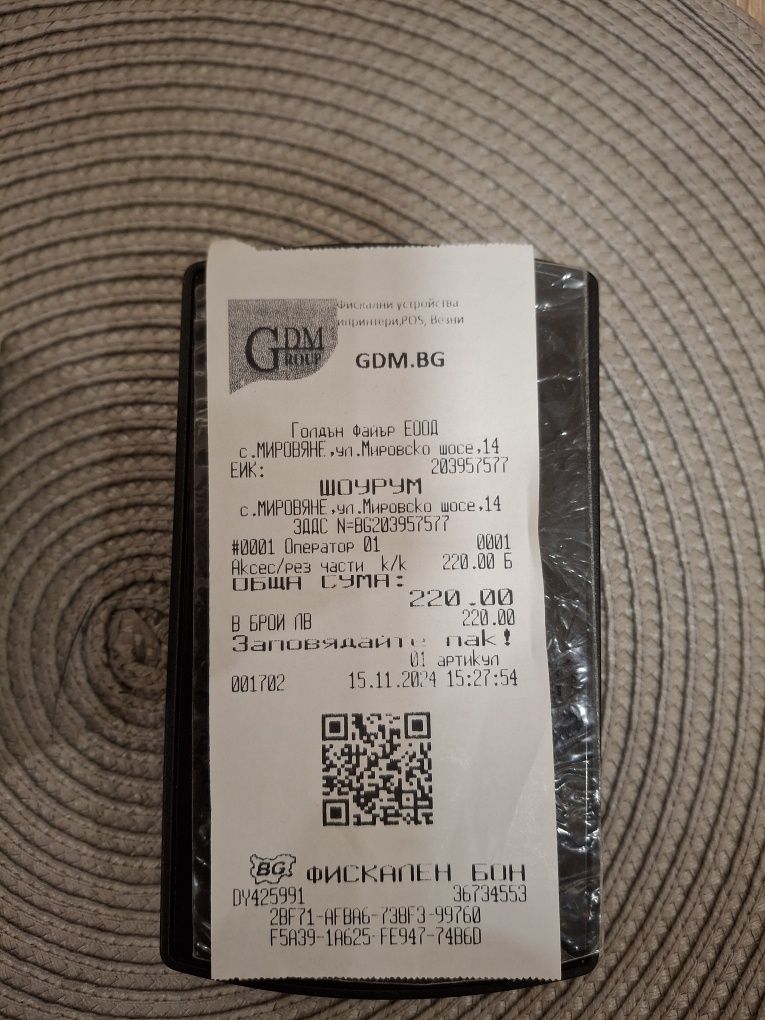 Фискални устройства
принтери,POS, Везни
GDM
GROUP
GDM.BG
Голдън Файър ЕООД
с.МИРОВЯНЕ,ул.Мировско шосе,14
ЕИК: 203957577
ШОУРУМ
с.МИРОВЯНЕ,ул.Мировско шосе,14
ЗДДС N=BG203957577
#0001 Оператор 01 0001
Аксес/рез части к/к 220.00 Б
ОБЩА СУМА:
220.00
В БРОИ ЛВ 220.00
Заповядайте пак!
01 артикул
001702 15.11.2024 15:27:54
BG ФИСКАЛЕН БОН
DY425991 36734553
2BF71-AFBA6-738F3-99760
F5A39-1A625-FE947-74B6D